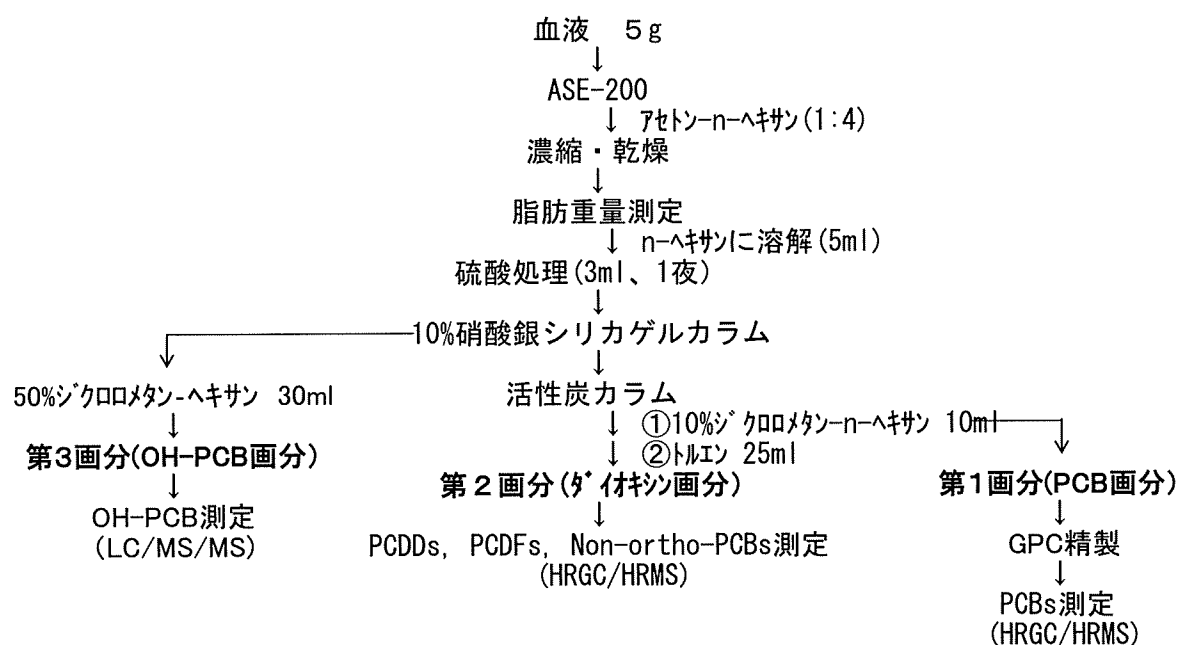 血液　５g
ASE-200
ｱｾﾄﾝ-n-ﾍｷｻﾝ(1:4)
濃縮・乾燥
脂肪重量測定
n-ﾍｷｻﾝに溶解(5ml)
硫酸処理(3ml、1夜)
10%硝酸銀シリカゲルカラム
50%ｼﾞｸﾛﾛﾒﾀﾝ-ﾍｷｻﾝ 30ml
第3画分(OH-PCB画分)
OH-PCB測定
(LC/MS/MS)
活性炭カラム
①10%ｼﾞｸﾛﾛﾒﾀﾝ-n-ﾍｷｻﾝ 10ml
②ﾄﾙｴﾝ 25ml
第２画分(ﾀﾞｲｵｷｼﾝ画分)
PCDDs, PCDFs, Non-ortho-PCBs測定
(HRGC/HRMS)
第1画分(PCB画分)
GPC精製
PCBs測定
(HRGC/HRMS)